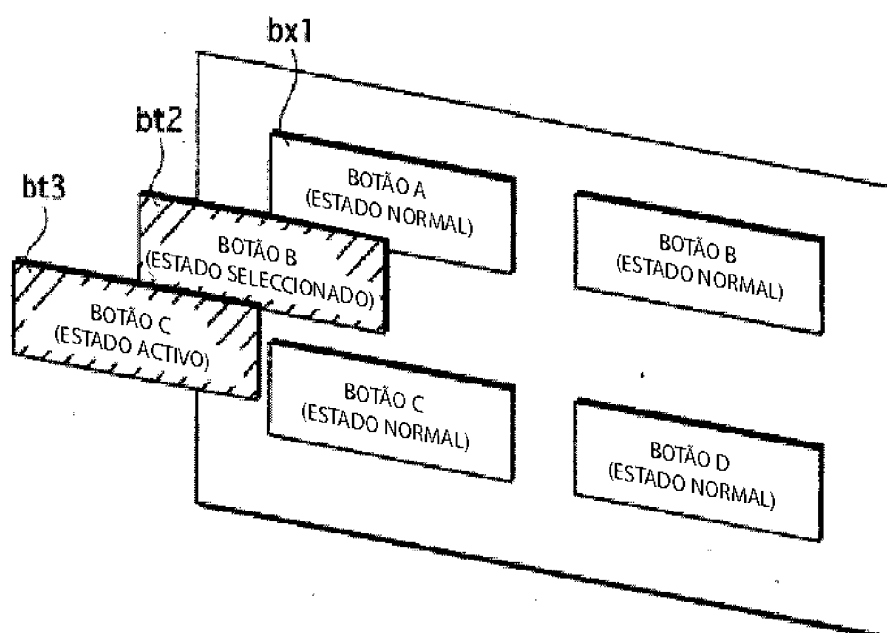 bx1
bt2
bt3
BOTÃO A
(ESTADO NORMAL)
BOTÃO B
(ESTADO SELECCIONADO)
BOTÃO B
(ESTADO NORMAL)
BOTÃO C
(ESTADO ACTIVO)
BOTÃO C
(ESTADO NORMAL)
BOTÃO D
(ESTADO NORMAL)